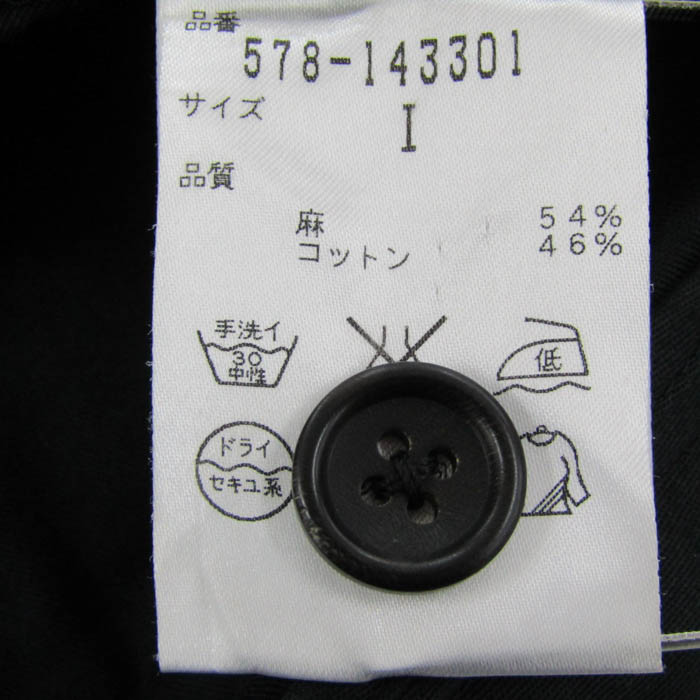 品番
578-143301
サイズ
I
品質
麻 54%
コットン 46%
手洗イ
30
中性
低
ドライ
セキユ系